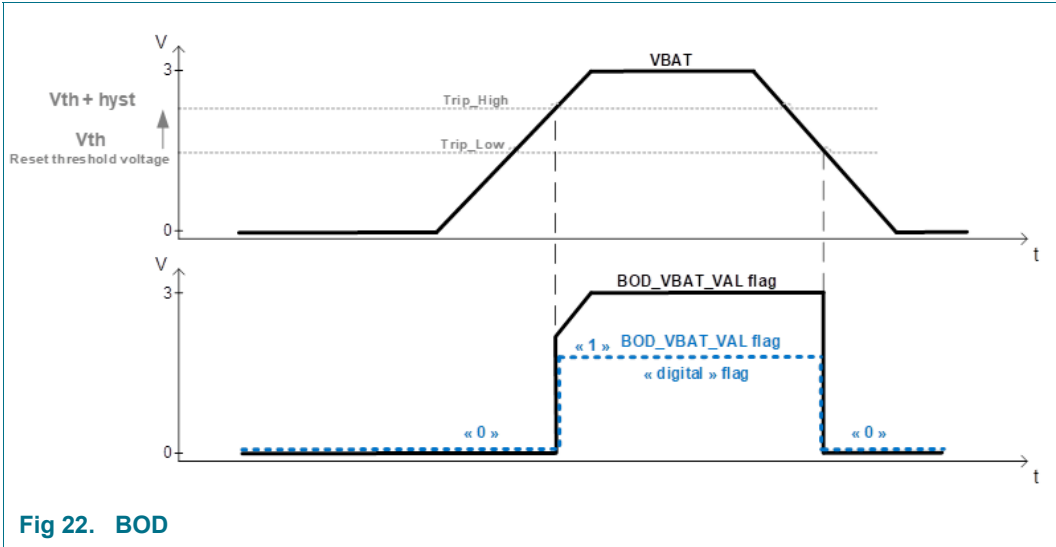 V
3
VBAT
Vth + hyst
Trip_High
Vth
Reset threshold voltage
Trip_Low
0
t
V
3
BOD_VBAT_VAL flag
« 1 » BOD_VBAT_VAL flag
« digital » flag
« 0 »
« 0 »
0
t
Fig 22. BOD